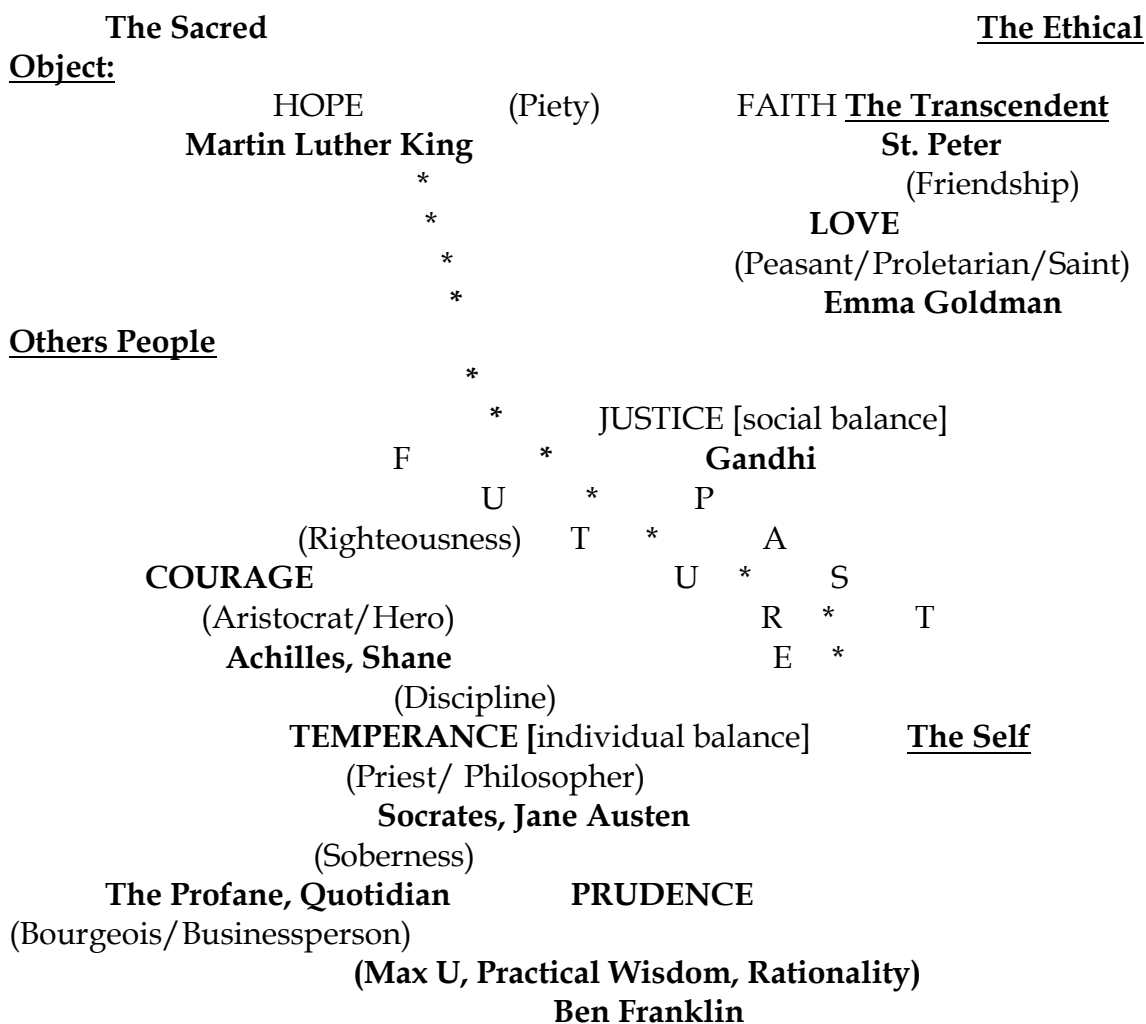 The Sacred The Ethical
Object:
HOPE (Piety) FAITH The Transcendent
Martin Luther King St. Peter
* (Friendship)
* LOVE
* (Peasant/Proletarian/Saint)
* Emma Goldman
Others People
*
* JUSTICE [social balance]
F * Gandhi
U * P
(Righteousness) T * A
COURAGE U * S
(Aristocrat/Hero) R * T
Achilles, Shane E *
(Discipline)
TEMPERANCE [individual balance] The Self
(Priest/ Philosopher)
Socrates, Jane Austen
(Soberness)
The Profane, Quotidian PRUDENCE
(Bourgeois/Businessperson)
(Max U, Practical Wisdom, Rationality)
Ben Franklin